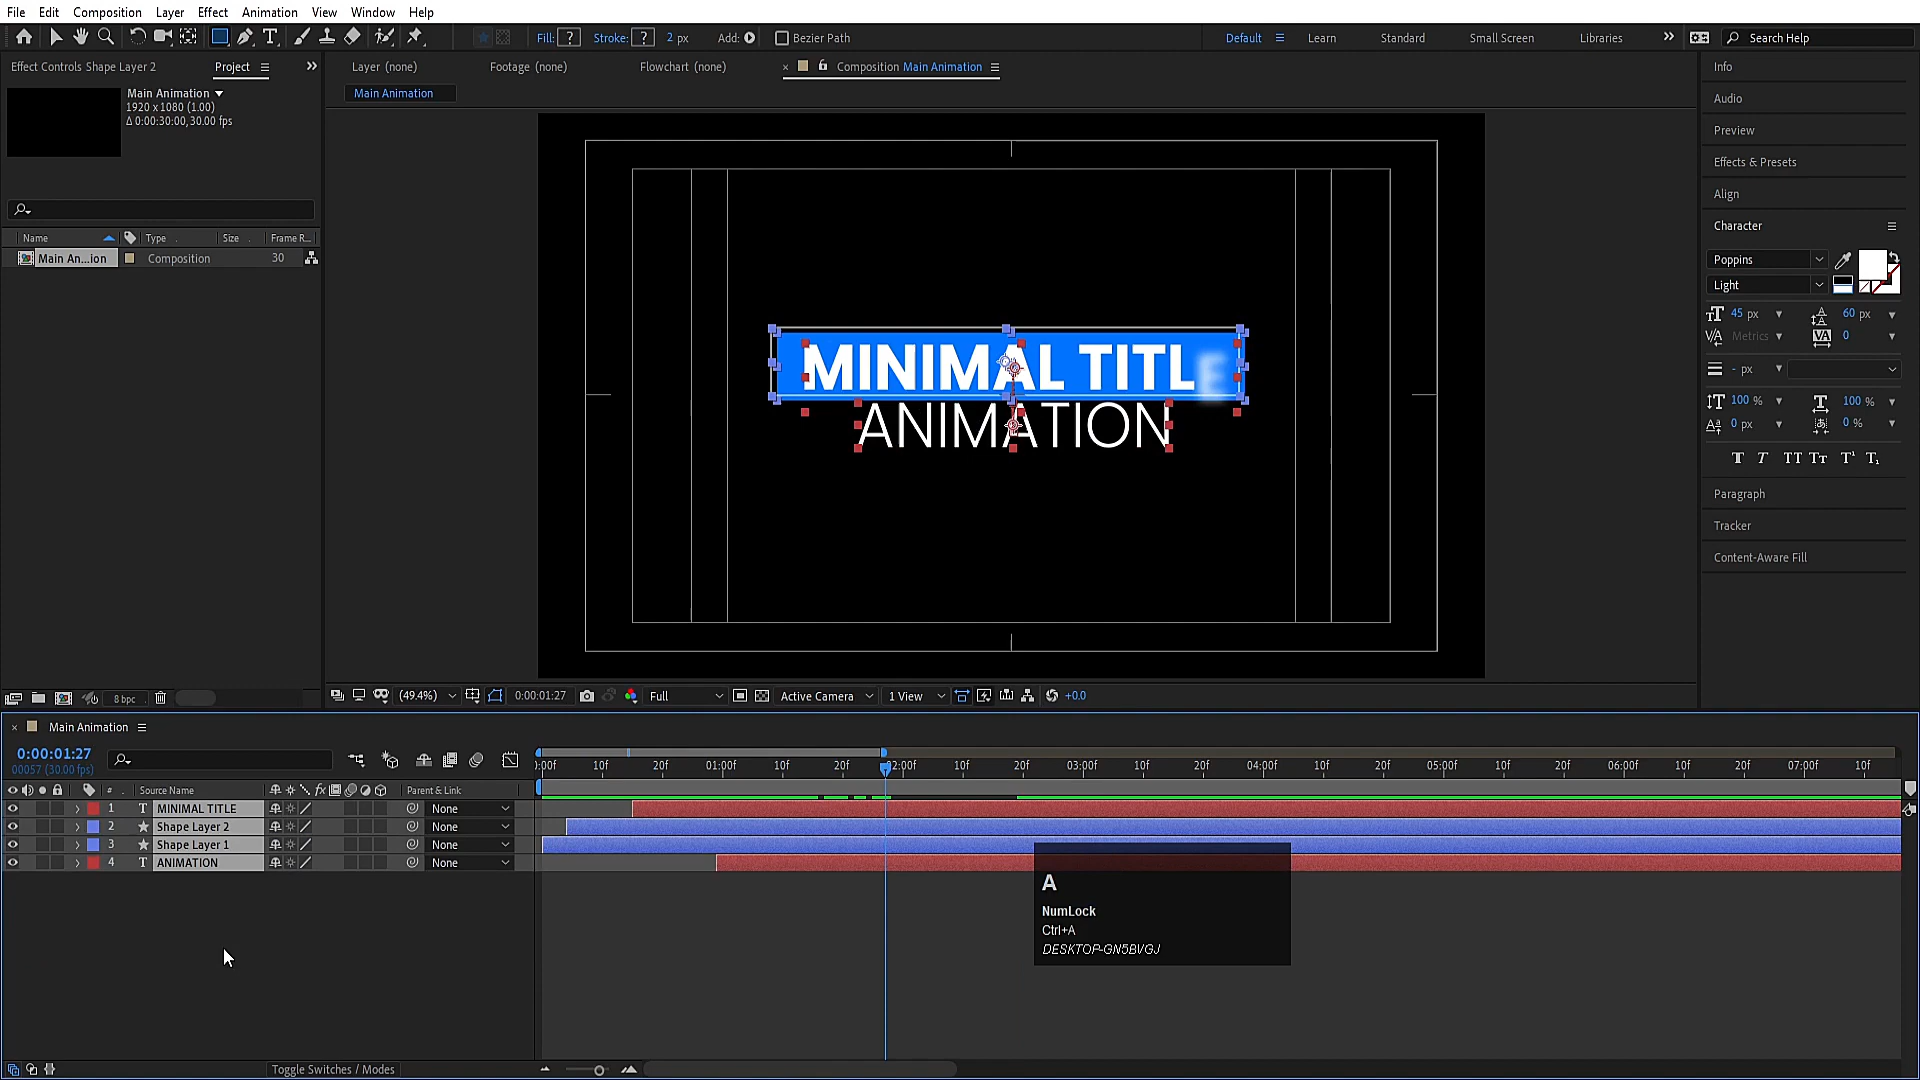 File Edit Composition Layer Effect Animation View Window Help
Fill: ? Stroke: ? 2 px Add: Bezier Path Default Learn Standard Small Screen Libraries Search Help
Effect Controls Shape Layer 2 Project Layer (none) Footage (none) Flowchart (none) Composition Main Animation Info
Main Animation
1920 x 1080 (1.00)
Δ 0:00:30:00, 30.00 fps
Main Animation
Audio
Preview
Effects & Presets
Align
Character
Name Type Size Frame R...
Main An...ion Composition 30
Poppins
Light
45 px 60 px
Metrics 0
- px
100 % 100 %
0 px 0 %
T T TT Tr T¹ T₁
Paragraph
Tracker
Content-Aware Fill
MINIMAL TITLE
ANIMATION
8 bpc (49.4%) 0:00:01:27 Full Active Camera 1 View +0.0
Main Animation
0:00:01:27
00057 (30.00 fps)
):00f 10f 20f 01:00f 10f 20f 02:00f 10f 20f 03:00f 10f 20f 04:00f 10f 20f 05:00f 10f 20f 06:00f 10f 20f 07:00f 10f
# Source Name fx Parent & Link
1 T MINIMAL TITLE None
2 Shape Layer 2 None
3 Shape Layer 1 None
4 T ANIMATION None
A
NumLock
Ctrl+A
DESKTOP-GN5BVGJ
Toggle Switches / Modes